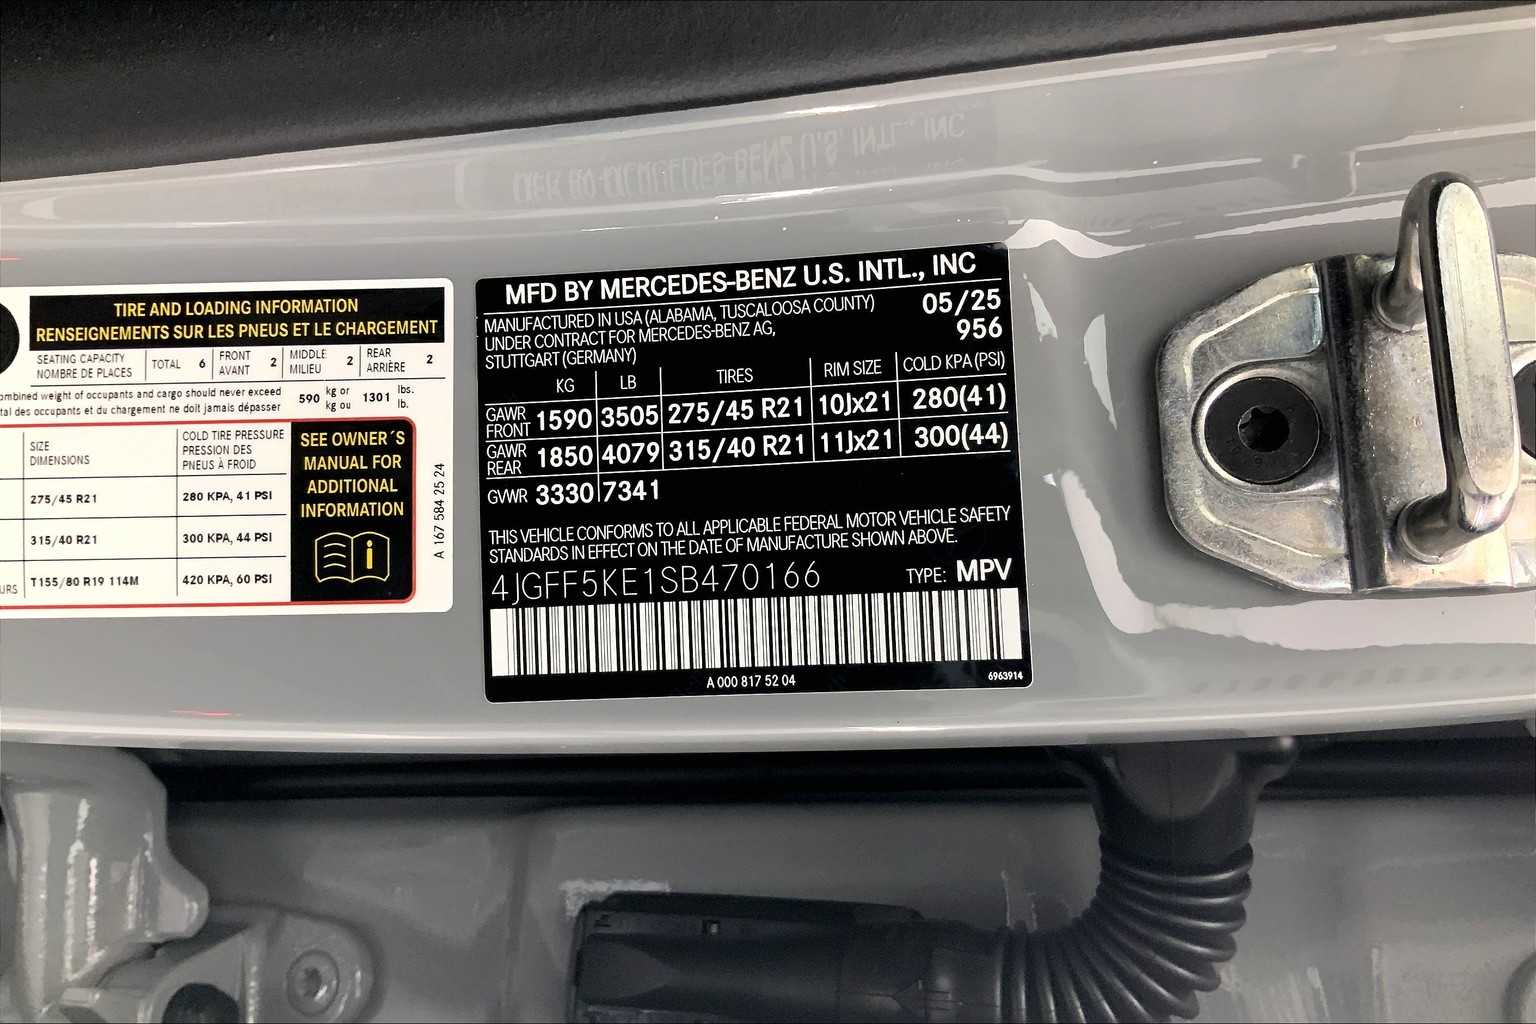 TIRE AND LOADING INFORMATION
RENSEIGNEMENTS SUR LES PNEUS ET LE CHARGEMENT
SEATING CAPACITY
NOMBRE DE PLACES
TOTAL 6
FRONT
AVANT 2
MIDDLE
MILIEU 2
REAR
ARRIÈRE 2
ombined weight of occupants and cargo should never exceed
tal des occupants et du chargement ne doit jamais dépasser
590 kg or
kg ou
1301 lbs.
lb.
SIZE
DIMENSIONS
COLD TIRE PRESSURE
PRESSION DES
PNEUS À FROID
275/45 R21 280 KPA, 41 PSI
315/40 R21 300 KPA, 44 PSI
URS T155/80 R19 114M 420 KPA, 60 PSI
SEE OWNER´S
MANUAL FOR
ADDITIONAL
INFORMATION
A 167 584 25 24
MFD BY MERCEDES-BENZ U.S. INTL., INC
MANUFACTURED IN USA (ALABAMA, TUSCALOOSA COUNTY)
UNDER CONTRACT FOR MERCEDES-BENZ AG,
STUTTGART (GERMANY)
05/25
956
KG LB TIRES RIM SIZE COLD KPA (PSI)
GAWR
FRONT 1590 3505 275/45 R21 10Jx21 280(41)
GAWR
REAR 1850 4079 315/40 R21 11Jx21 300(44)
GVWR 3330 7341
THIS VEHICLE CONFORMS TO ALL APPLICABLE FEDERAL MOTOR VEHICLE SAFETY
STANDARDS IN EFFECT ON THE DATE OF MANUFACTURE SHOWN ABOVE.
4JGFF5KE1SB470166 TYPE: MPV
A 000 817 52 04
6963914